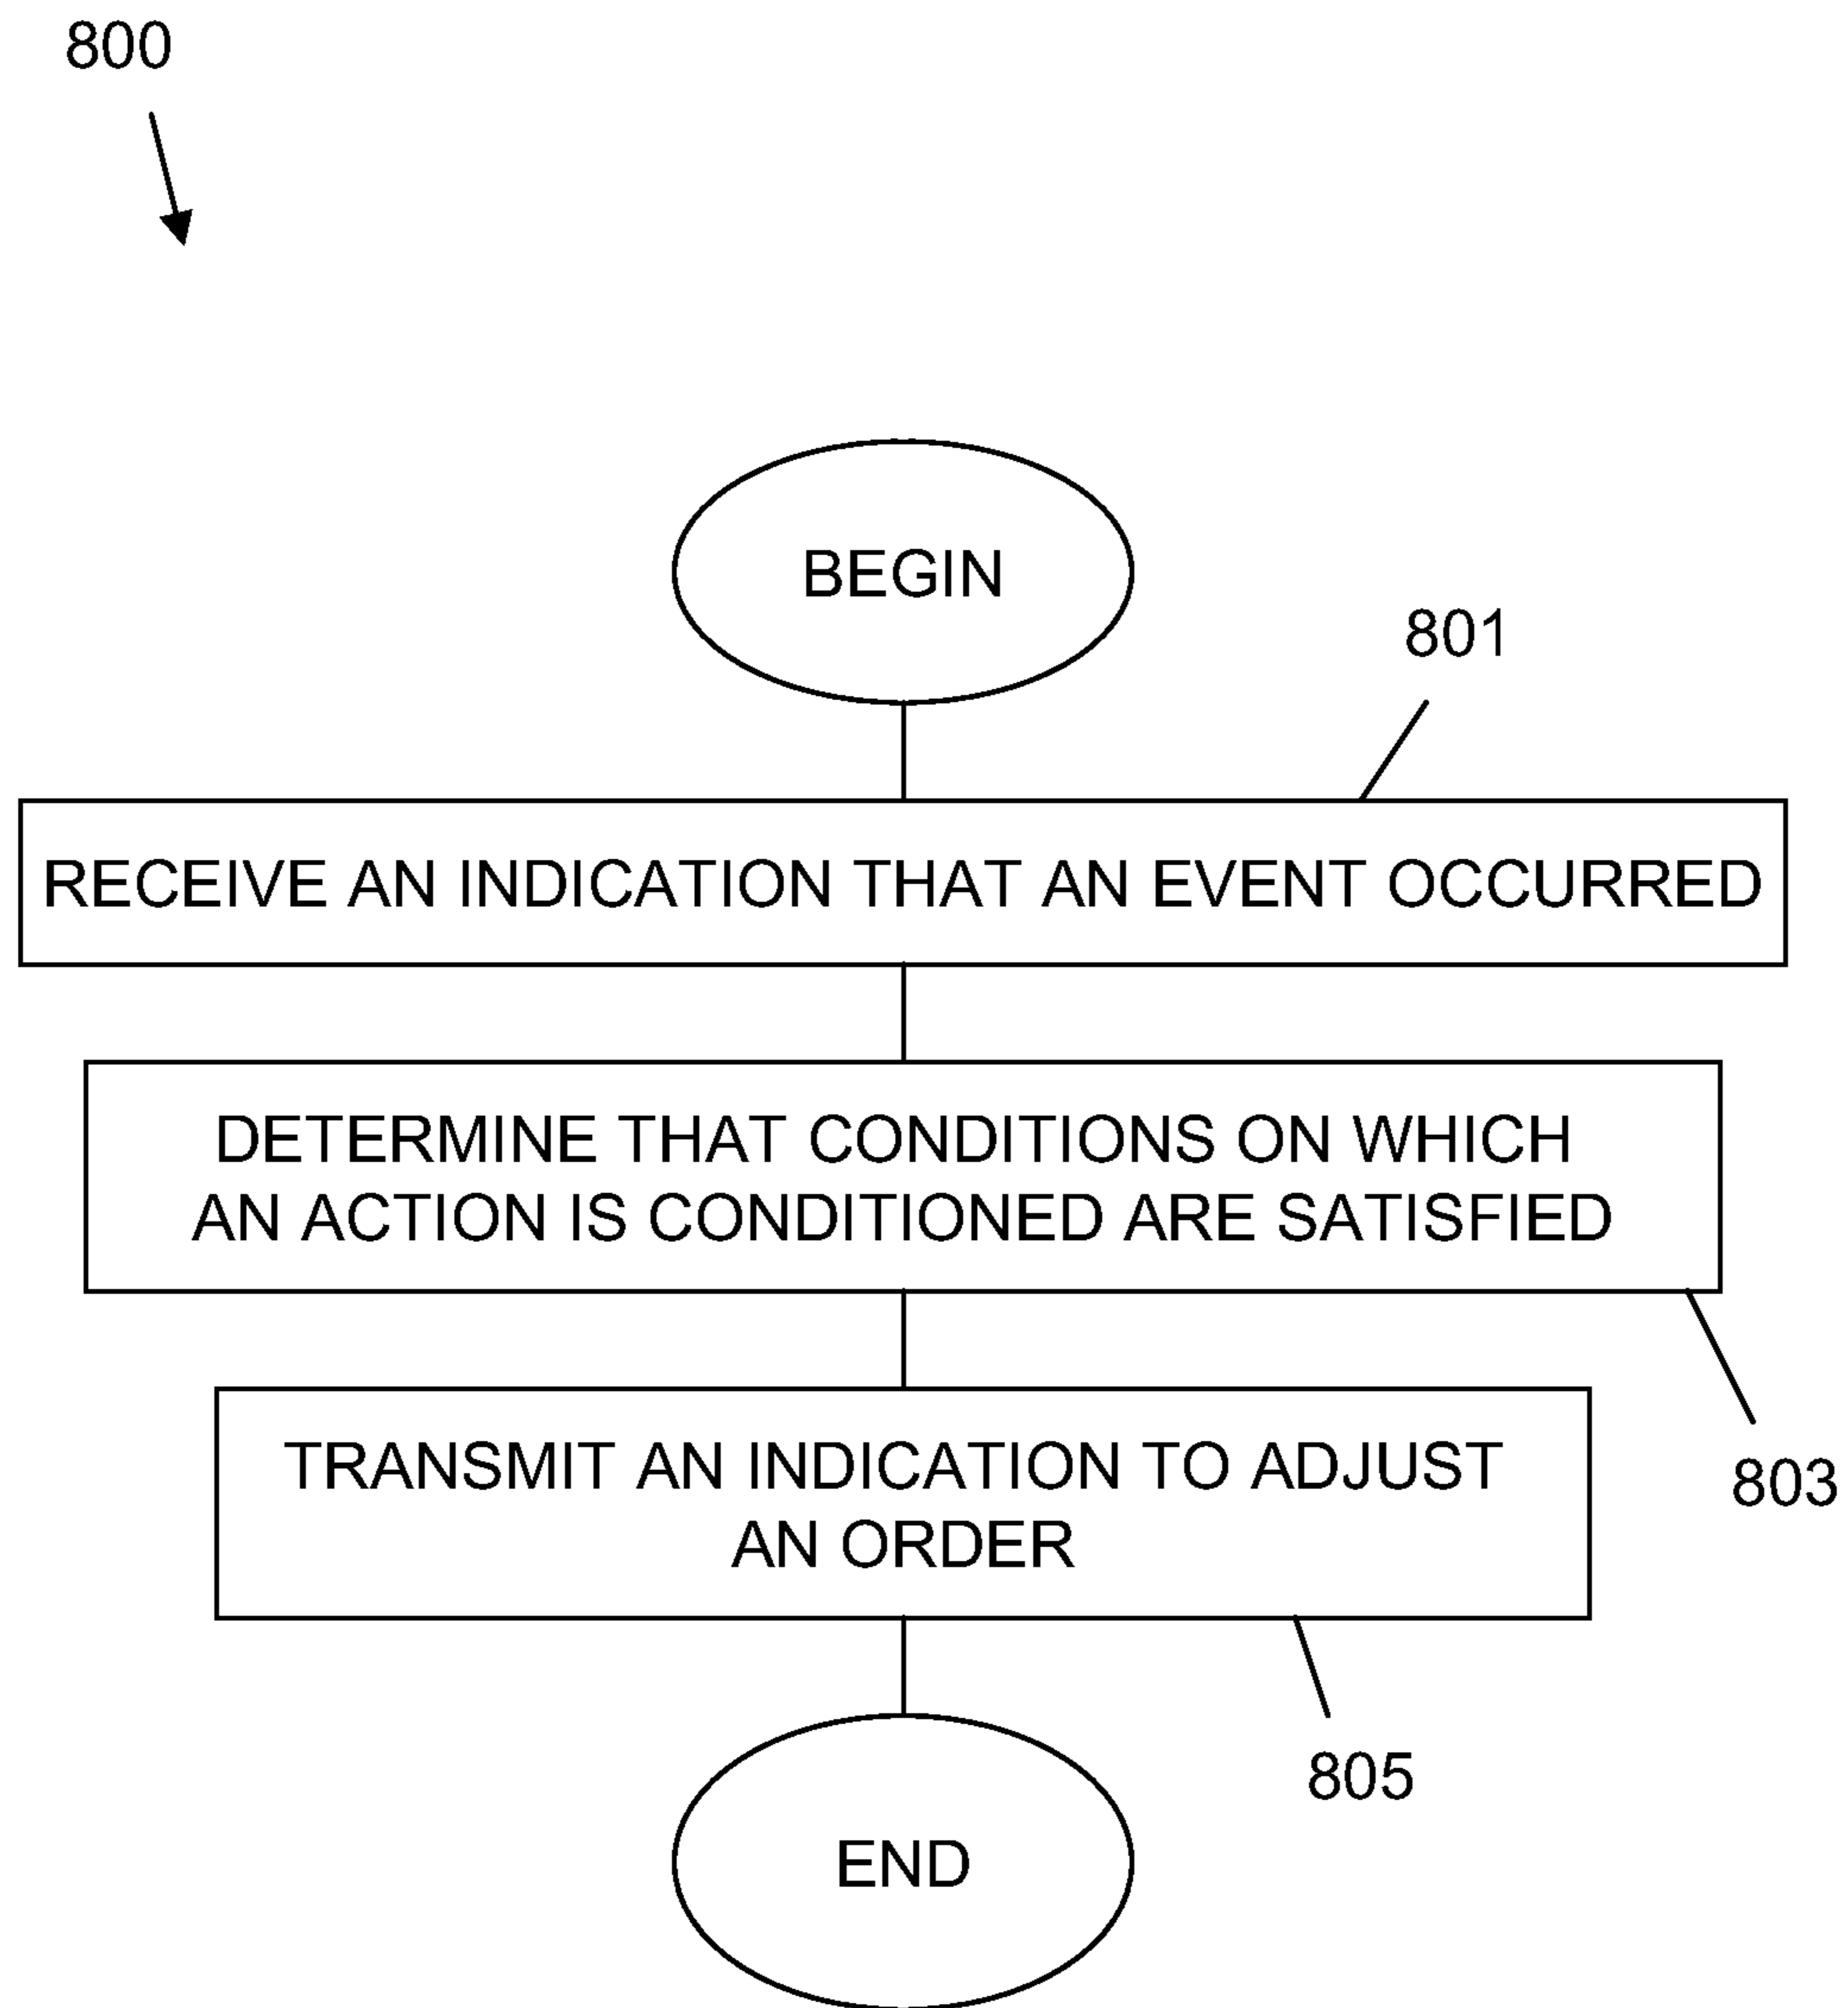 800
BEGIN
801
RECEIVE AN INDICATION THAT AN EVENT OCCURRED
DETERMINE THAT CONDITIONS ON WHICH
AN ACTION IS CONDITIONED ARE SATISFIED
803
TRANSMIT AN INDICATION TO ADJUST
AN ORDER
805
END